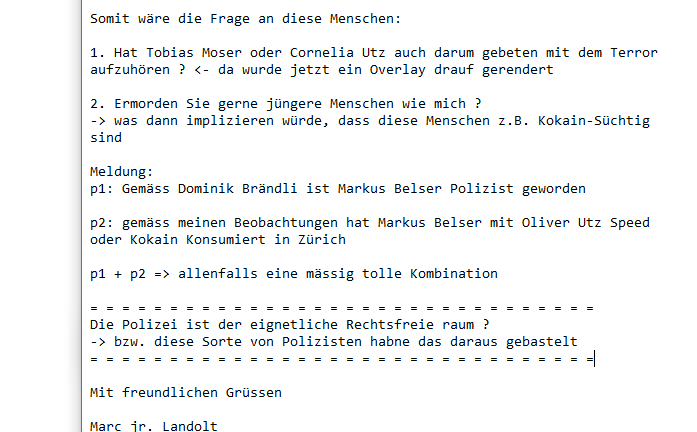 Somit wäre die Frage an diese Menschen:
1. Hat Tobias Moser oder Cornelia Utz auch darum gebeten mit dem Terror
aufzuhören ? <- da wurde jetzt ein Overlay drauf gerendert
2. Ermorden Sie gerne jüngere Menschen wie mich ?
-> was dann implizieren würde, dass diese Menschen z.B. Kokain-Süchtig
sind
Meldung:
p1: Gemäss Dominik Brändli ist Markus Belser Polizist geworden
p2: gemäss meinen Beobachtungen hat Markus Belser mit Oliver Utz Speed
oder Kokain Konsumiert in Zürich
p1 + p2 => allenfalls eine mässig tolle Kombination
= = = = = = = = = = = = = = = = = = = = = = = = = = = = = = = =
Die Polizei ist der eignetliche Rechtsfreie raum ?
-> bzw. diese Sorte von Polizisten habne das daraus gebastelt
= = = = = = = = = = = = = = = = = = = = = = = = = = = = = = = =
Mit freundlichen Grüssen
Marc jr. Landolt